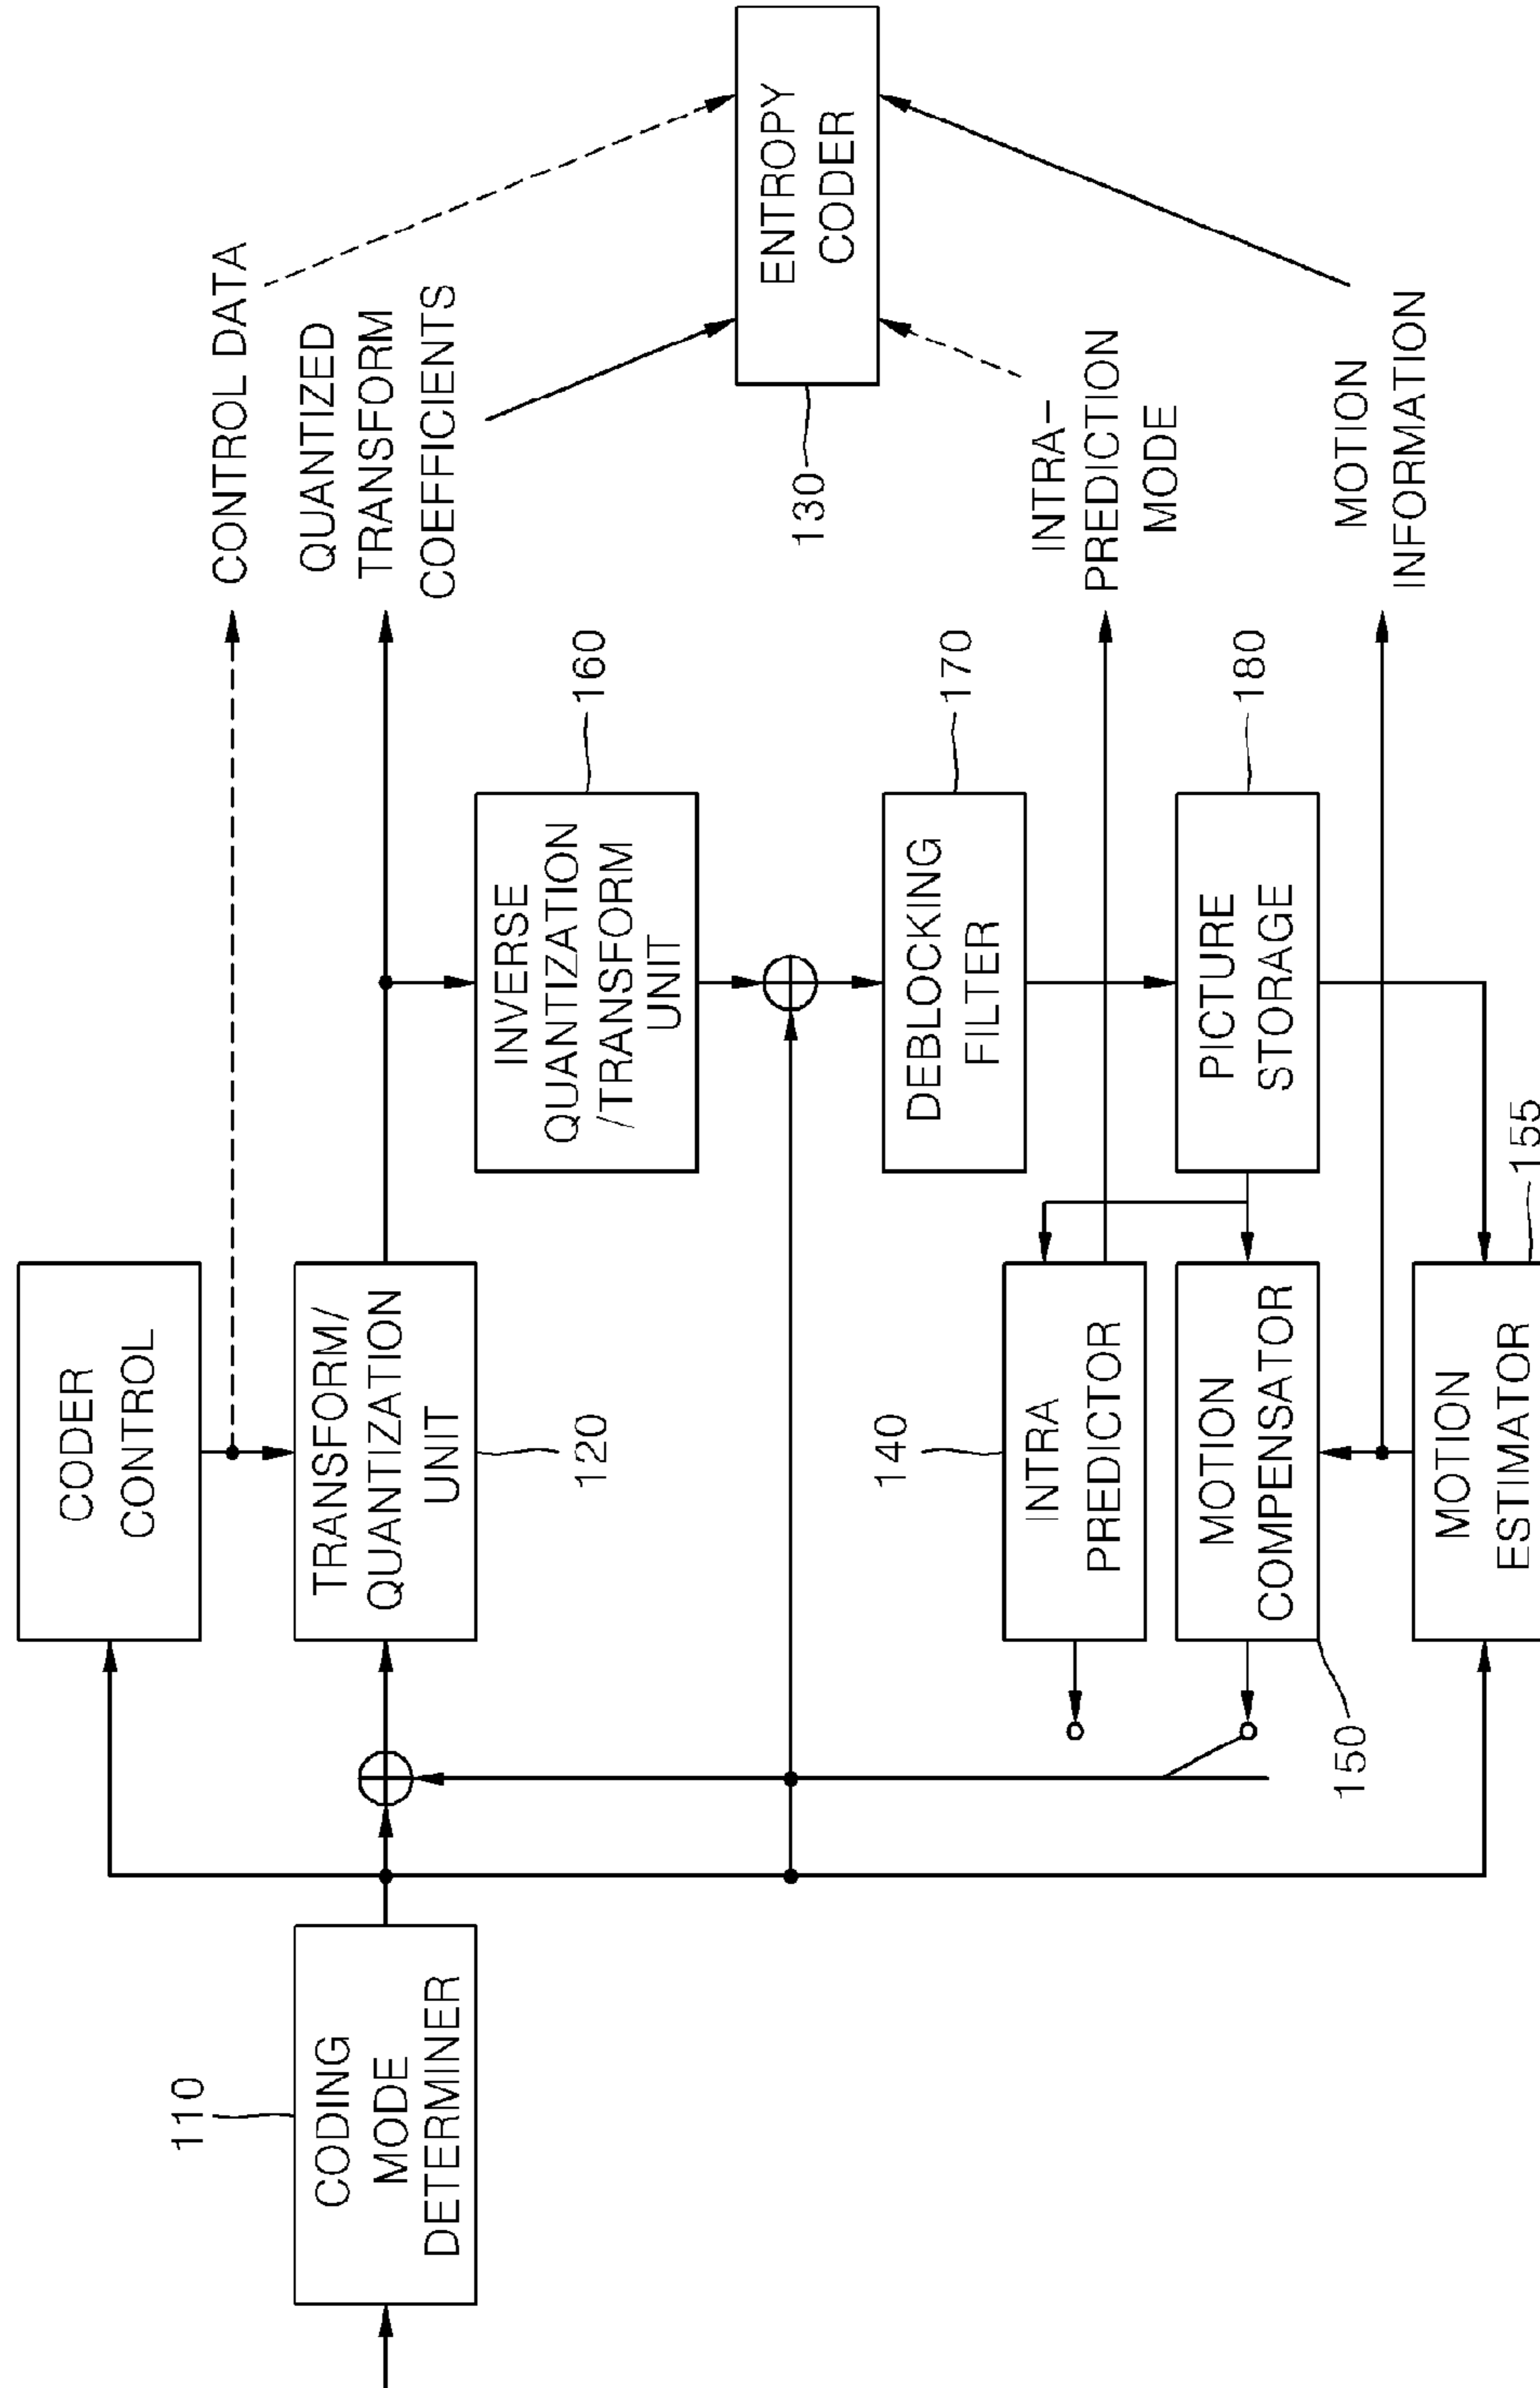 110
CODING
MODE
DETERMINER
CODER
CONTROL
TRANSFORM/
QUANTIZATION
UNIT
120
CONTROL DATA
QUANTIZED
TRANSFORM
COEFFICIENTS
INVERSE
QUANTIZATION
/TRANSFORM
UNIT
160
ENTROPY
CODER
130
DEBLOCKING
FILTER
170
140
INTRA
PREDICTOR
INTRA-
PREDICTION
MODE
MOTION
COMPENSATOR
150
PICTURE
STORAGE
180
MOTION
INFORMATION
MOTION
ESTIMATOR
155